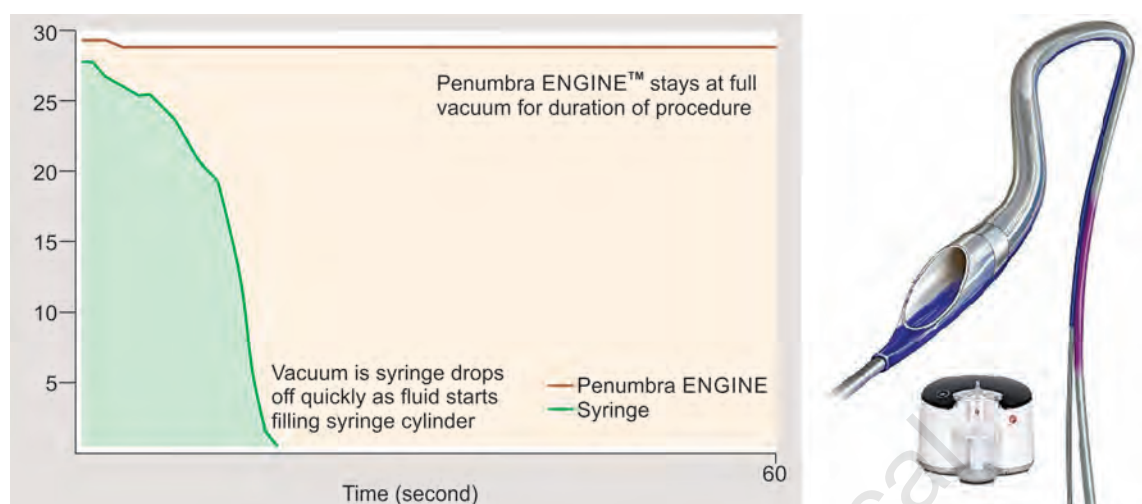 30
25
20
15
10
5
Penumbra ENGINE™ stays at full
vacuum for duration of procedure
Vacuum is syringe drops
off quickly as fluid starts
filling syringe cylinder
Penumbra ENGINE
Syringe
60
Time (second)